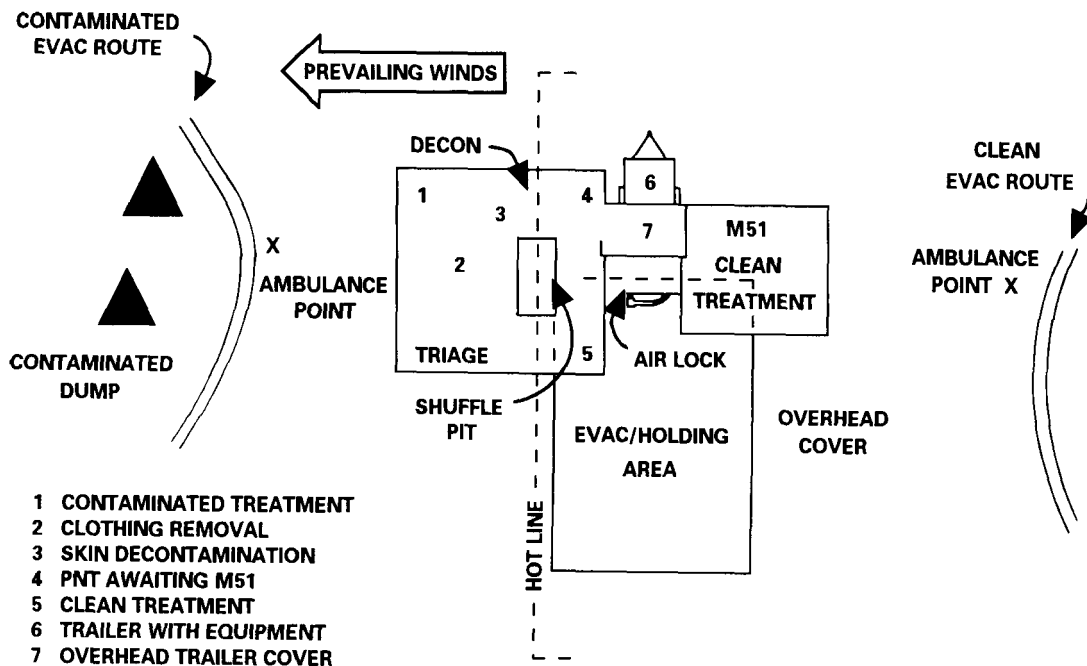 CONTAMINATED
EVAC ROUTE
PREVAILING WINDS
DECON
CLEAN
EVAC ROUTE
1
4
6
3
7
M51
2
CLEAN
TREATMENT
X
AMBULANCE
POINT
AMBULANCE
POINT X
TRIAGE
5
AIR LOCK
CONTAMINATED
DUMP
SHUFFLE
PIT
EVAC/HOLDING
AREA
OVERHEAD
COVER
HOT LINE
1 CONTAMINATED TREATMENT
2 CLOTHING REMOVAL
3 SKIN DECONTAMINATION
4 PNT AWAITING M51
5 CLEAN TREATMENT
6 TRAILER WITH EQUIPMENT
7 OVERHEAD TRAILER COVER